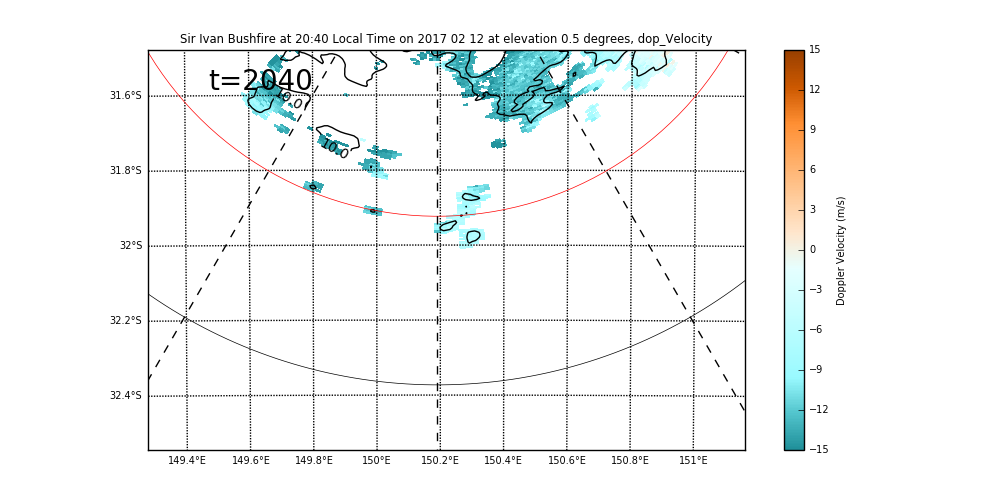 Sir Ivan Bushfire at 20:40 Local Time on 2017 02 12 at elevation 0.5 degrees, dop_Velocity
t=2040
10.0
10.0
31.6°S
31.8°S
32°S
32.2°S
32.4°S
149.4°E 149.6°E 149.8°E 150°E 150.2°E 150.4°E 150.6°E 150.8°E 151°E
15
12
9
6
3
0
−3
−6
−9
−12
−15
Doppler Velocity (m/s)